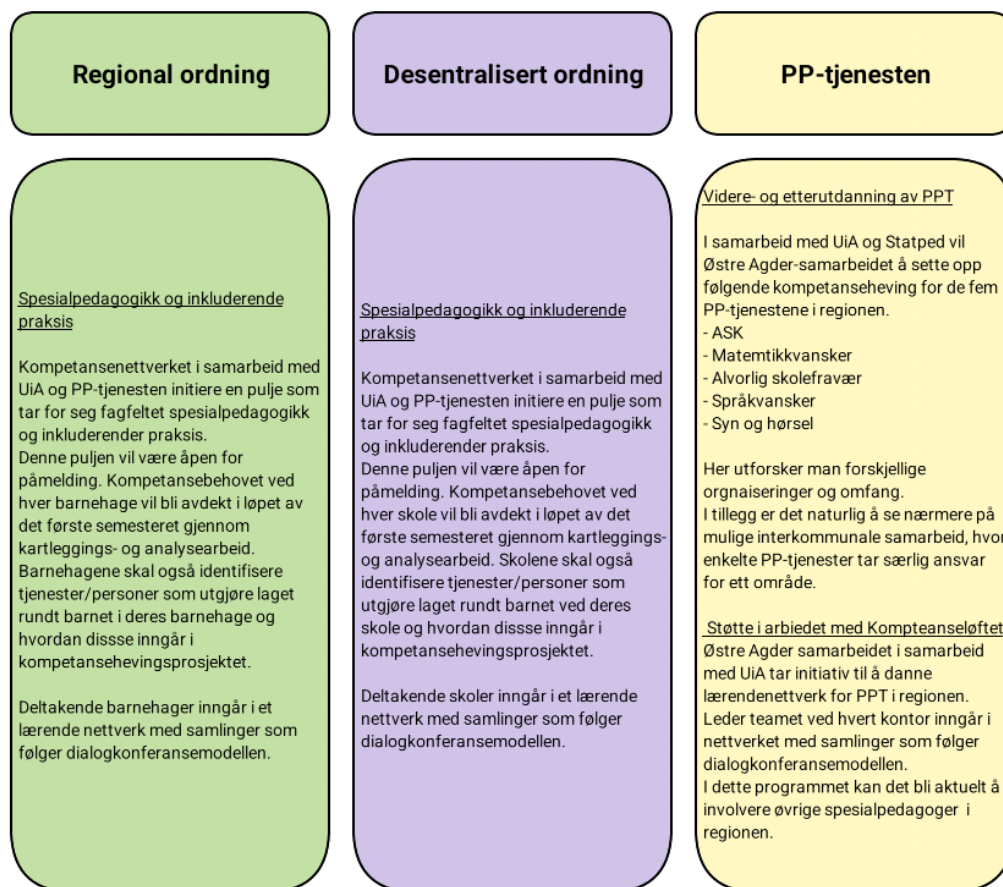 Regional ordning
Spesialpedagogikk og inkluderende
praksis
Kompetansenettverket i samarbeid med
UiA og PP-tjenesten initiere en pulje som
tar for seg fagfeltet spesialpedagogikk
og inkluderender praksis.
Denne puljen vil være åpen for
påmelding. Kompetansebehovet ved
hver barnehage vil bli avdekt i løpet av
det første semesteret gjennom
kartleggings- og analysearbeid.
Barnehagene skal også identifisere
tjenester/personer som utgjøre laget
rundt barnet i deres barnehage og
hvordan dissse inngår i
kompetansehevingsprosjektet.
Deltakende barnehager inngår i et
lærende nettverk med samlinger som
følger dialogkonferansemodellen.
Desentralisert ordning
Spesialpedagogikk og inkluderende
praksis
Kompetansenettverket i samarbeid med
UiA og PP-tjenesten initiere en pulje som
tar for seg fagfeltet spesialpedagogikk
og inkluderender praksis.
Denne puljen vil være åpen for
påmelding. Kompetansebehovet ved
hver skole vil bli avdekt i løpet av det
første semesteret gjennom kartleggings-
og analysearbeid. Skolene skal også
identifisere tjenester/personer som
utgjøre laget rundt barnet ved deres
skole og hvordan dissse inngår i
kompetansehevingsprosjektet.
Deltakende skoler inngår i et lærende
nettverk med samlinger som følger
dialogkonferansemodellen.
PP-tjenesten
Videre- og etterutdanning av PPT
I samarbeid med UiA og Statped vil
Østre Agder-samarbeidet å sette opp
følgende kompetanseheving for de fem
PP-tjenestene i regionen.
- ASK
- Matemtikkvansker
- Alvorlig skolefravær
- Språkvansker
- Syn og hørsel
Her utforsker man forskjellige
orgnaiseringer og omfang.
I tillegg er det naturlig å se nærmere på
mulige interkommunale samarbeid, hvor
enkelte PP-tjenester tar særlig ansvar
for ett område.
Støtte i arbiedet med Kompteanseløftet
Østre Agder samarbeidet i samarbeid
med UiA tar initiativ til å danne
lærendenettverk for PPT i regionen.
Leder teamet ved hvert kontor inngår i
nettverket med samlinger som følger
dialogkonferansemodellen.
I dette programmet kan det bli aktuelt å
involvere øvrige spesialpedagoger i
regionen.